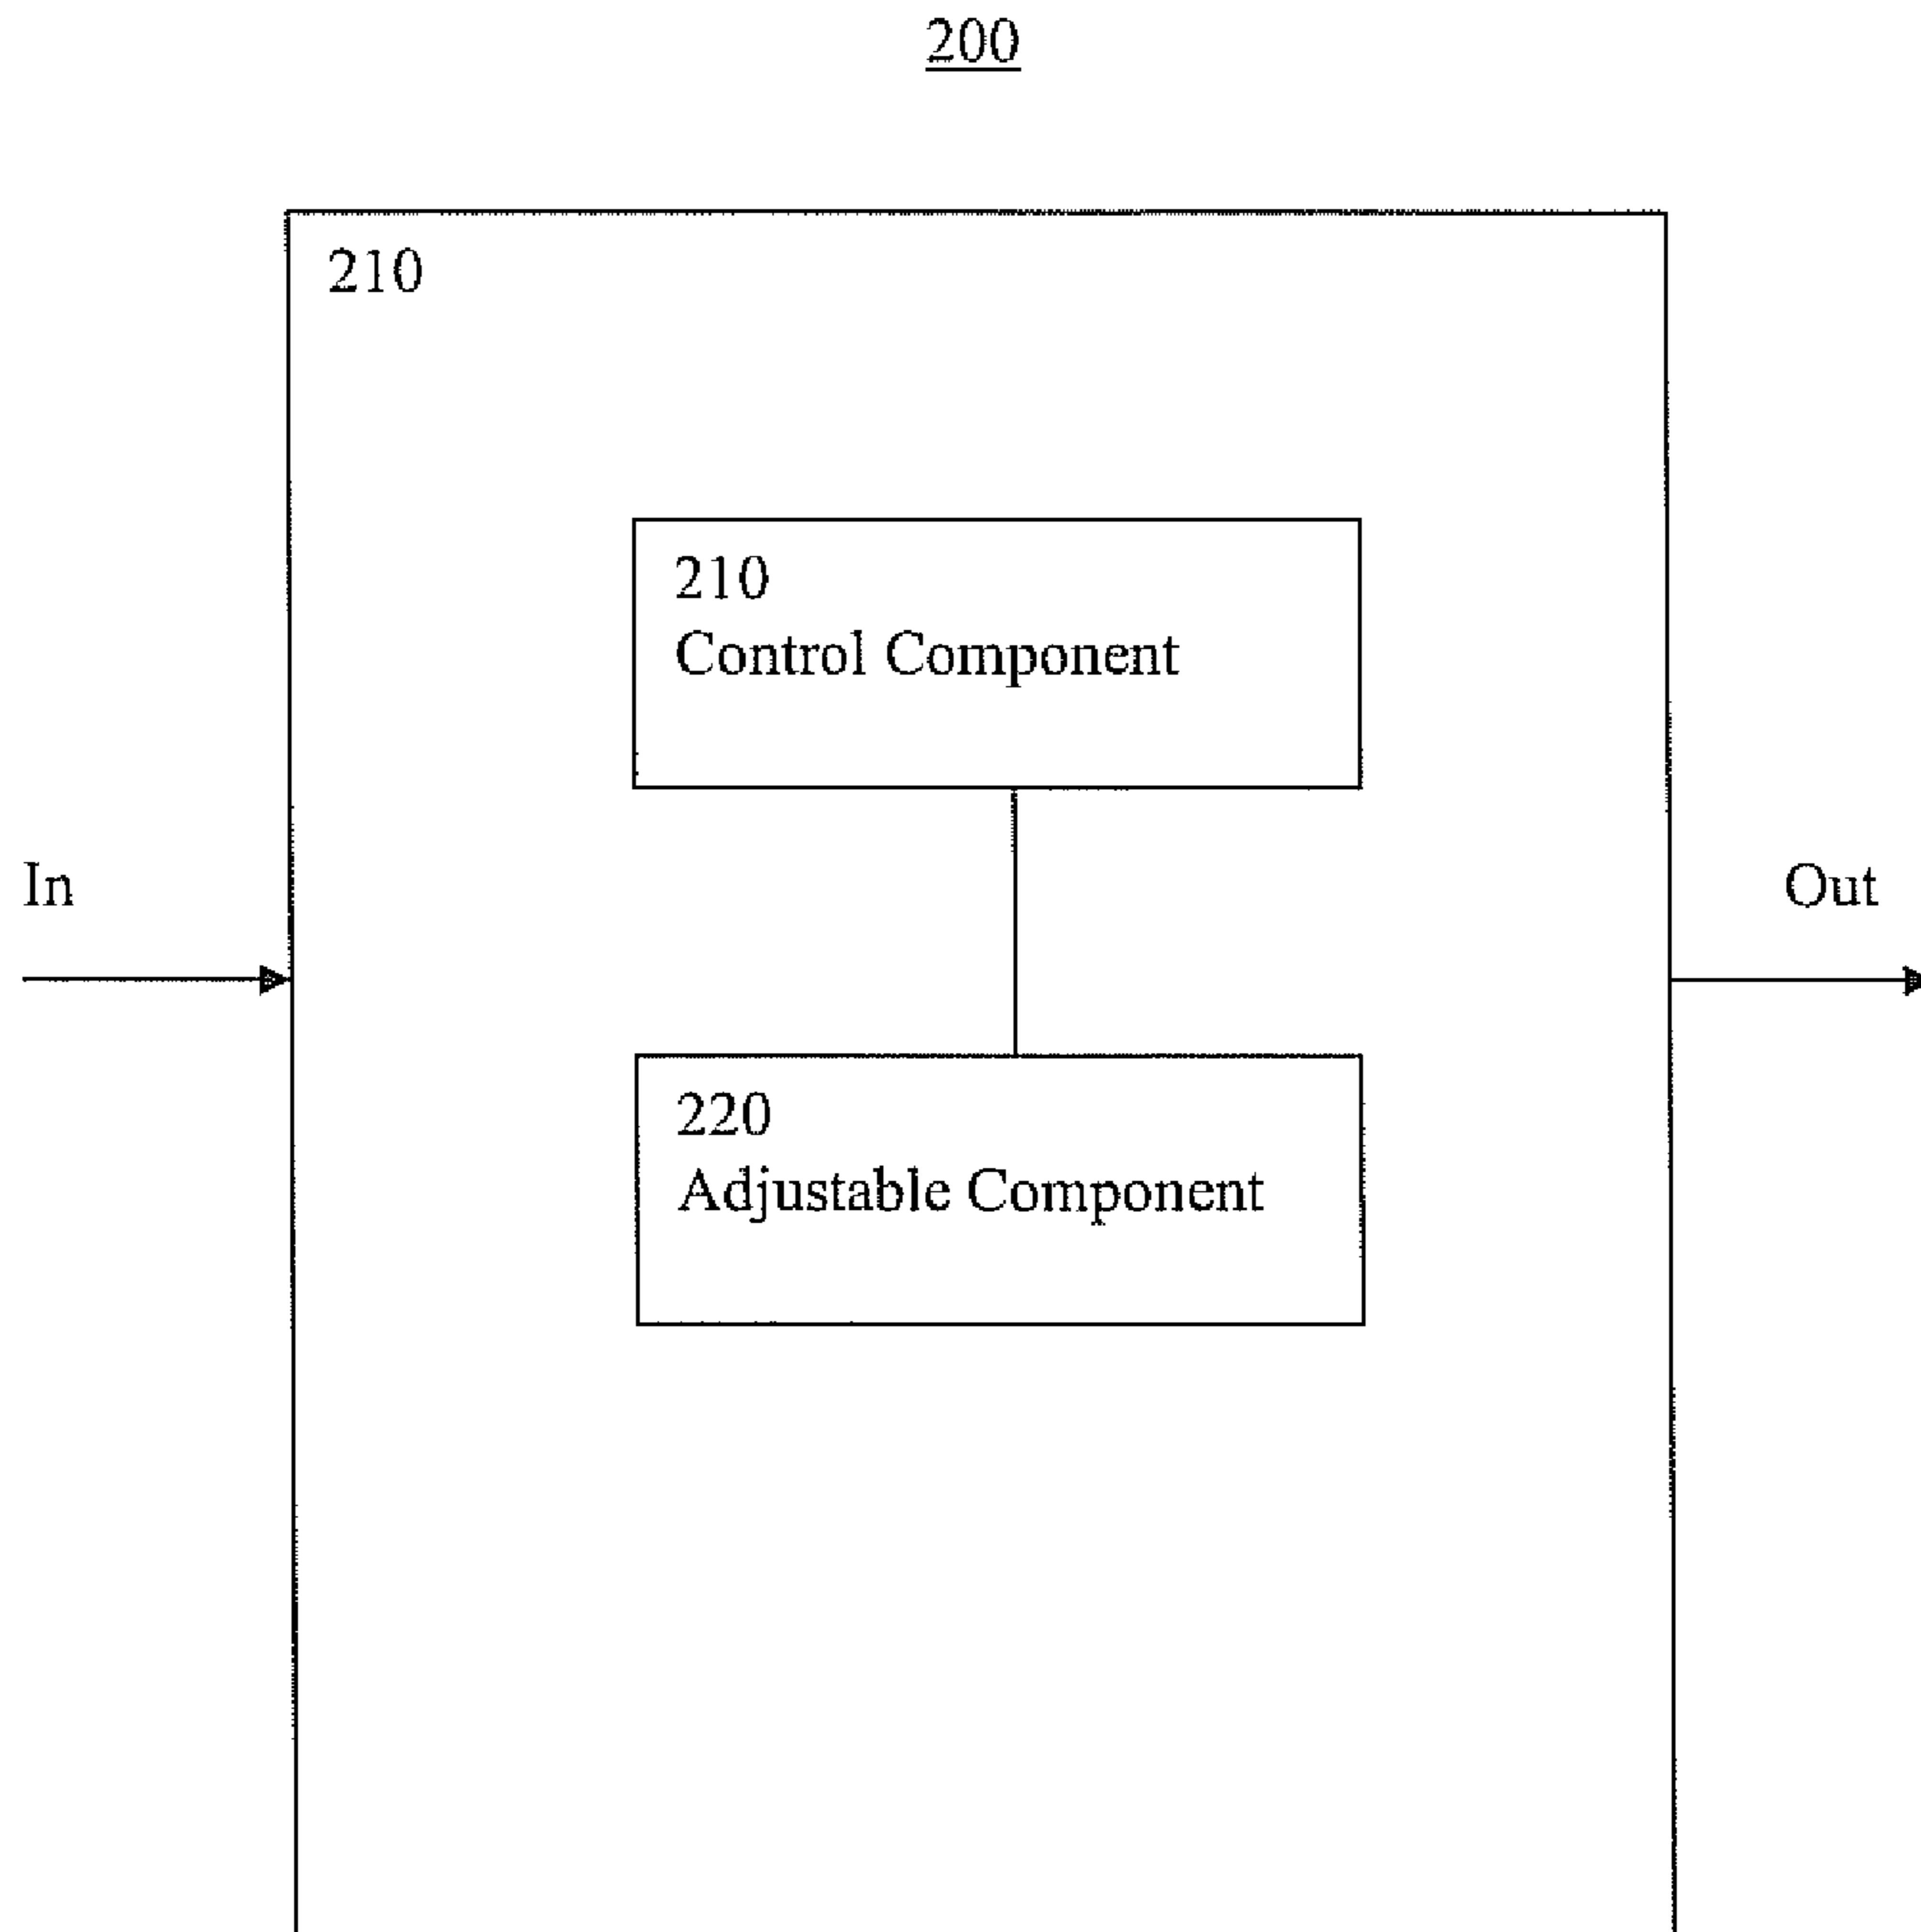 200
210
210
Control Component
In
Out
220
Adjustable Component